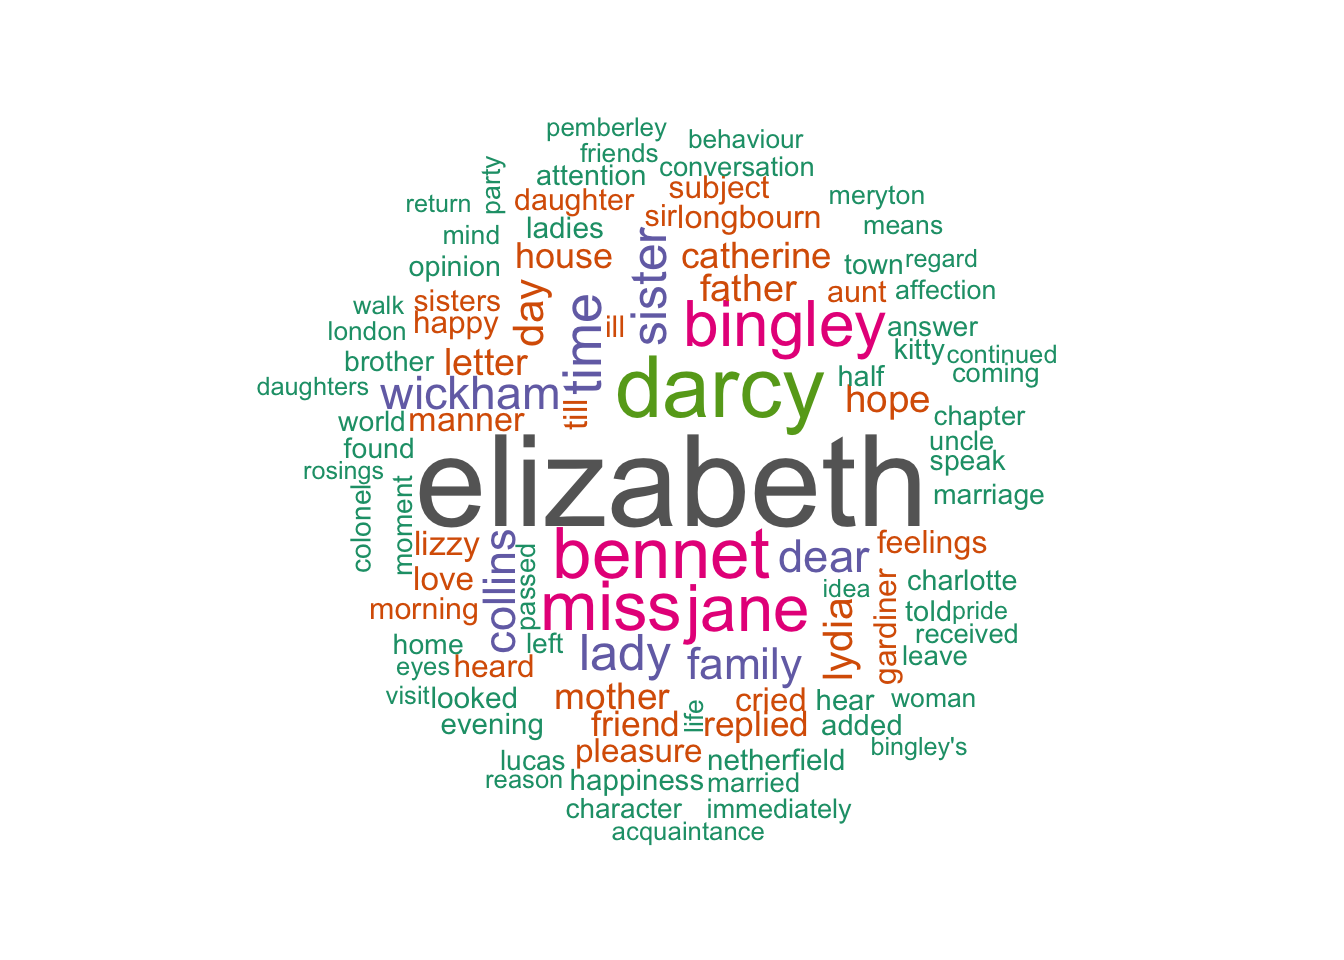 pemberley
behaviour
friends
conversation
attention
party
subject
daughter
meryton
return
sir
longbourn
means
ladies
mind
sister
house
catherine
town
regard
opinion
father
aunt
affection
day
time
sisters
walk
ill
bingley
answer
happy
london
kitty
continued
brother
letter
darcy
half
coming
daughters
wickham
hope
till
world
manner
chapter
found
elizabeth
uncle
rosings
speak
colonel
moment
marriage
lizzy
collins
passed
bennet
dear
feelings
love
idea
charlotte
morning
miss
jane
lydia
gardiner
told
pride
received
home
left
lady
family
leave
eyes
heard
visit
looked
mother
cried
hear
woman
evening
friend
life
replied
added
pleasure
bingley's
lucas
netherfield
reason
happiness
married
character
immediately
acquaintance